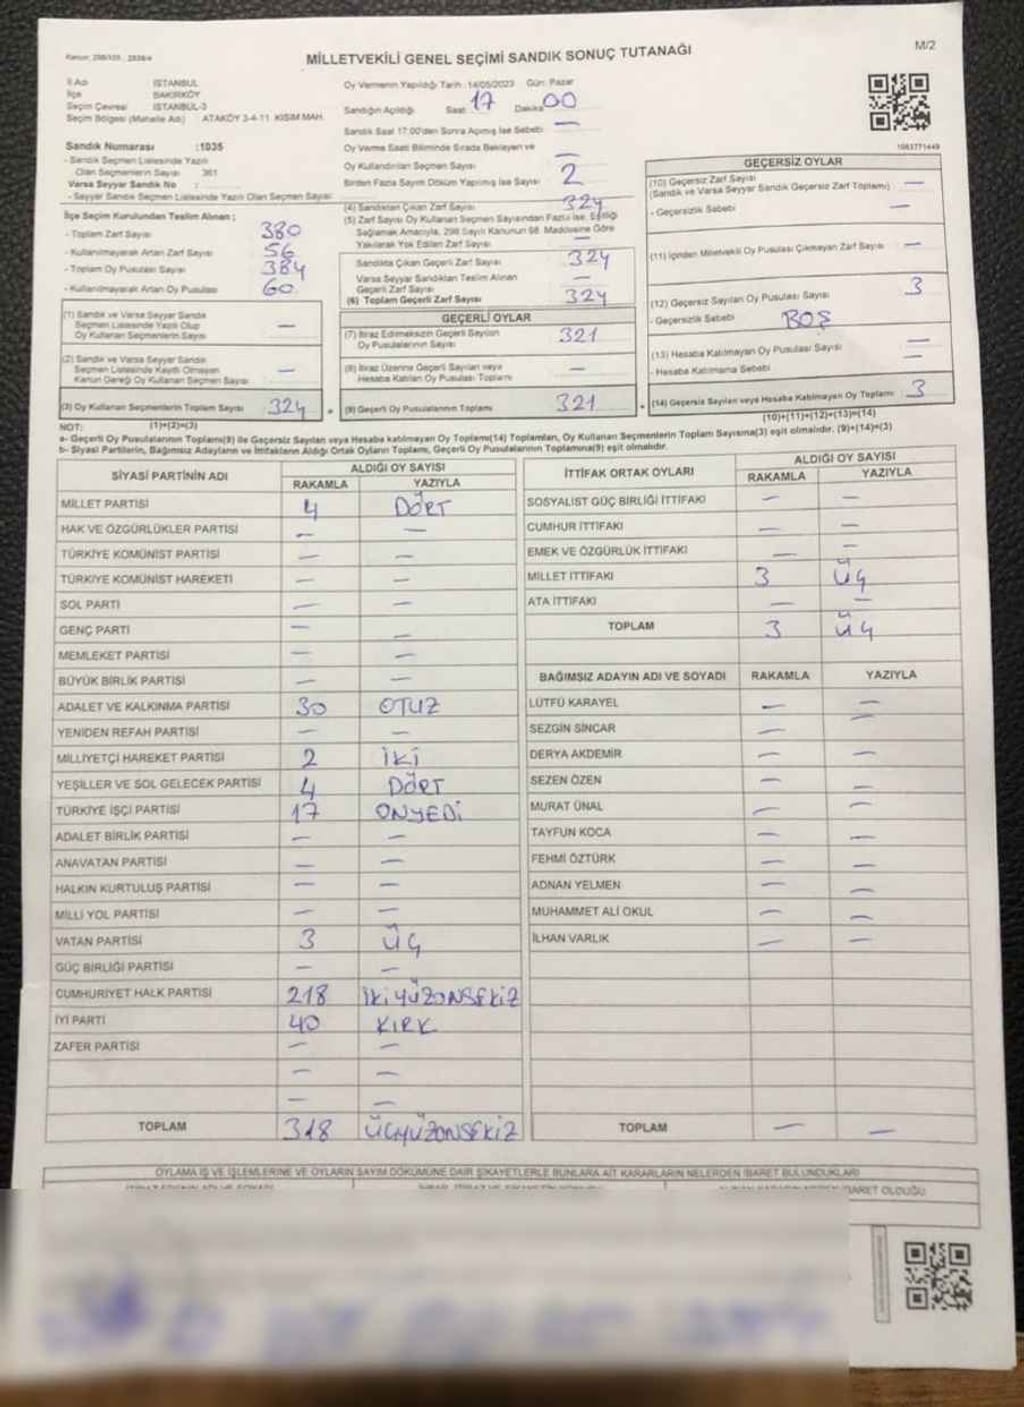 M/2
MİLLETVEKİLİ GENEL SEÇİMİ SANDIK SONUÇ TUTANAĞI
İl Adı İSTANBUL
İlçe BAKIRKÖY
Seçim Çevresi İSTANBUL-3
Seçim Bölgesi (Mahalle Adı) ATAKÖY 3-4-11 KISIM MAH.
Sandık Numarası :1035
- Sandık Seçmen Listesinde Yazılı
Olan Seçmenlerin Sayısı 361
Varsa Seyyar Sandık No :
- Seyyar Sandık Seçmen Listesinde Yazılı Olan Seçmen Sayısı
İlçe Seçim Kurulundan Teslim Alınan ;
- Toplam Zarf Sayısı 380
- Kullanılmayarak Artan Zarf Sayısı 56
- Toplam Oy Pusulası Sayısı 384
- Kullanılmayarak Artan Oy Pusulası 60
(1) Sandık ve Varsa Seyyar Sandık
Seçmen Listesinde Yazılı Olup
Oy Kullanan Seçmenlerin Sayısı —
(2) Sandık ve Varsa Seyyar Sandık
Seçmen Listesinde Kayıtlı Olmayan
Kanun Gereği Oy Kullanan Seçmen Sayısı —
(3) Oy Kullanan Seçmenlerin Toplam Sayısı 324
(1)+(2)=(3)
Oy Vermenin Yapıldığı Tarih : 14/05/2023 Gün: Pazar
Sandığın Açıldığı Saat 17 Dakika 00
Sandık Saat 17:00'den Sonra Açılmış İse Sebebi —
Oy Verme Saati Bitiminde Sırada Bekleyen ve
Oy Kullandırılan Seçmen Sayısı —
Birden Fazla Sayım Döküm Yapılmış İse Sayısı 2
(4) Sandıktan Çıkan Zarf Sayısı 324
(5) Zarf Sayısı Oy Kullanan Seçmen Sayısından Fazla İse, Eşitliği
Sağlamak Amacıyla, 298 Sayılı Kanunun 98. Maddesine Göre
Yakılarak Yok Edilen Zarf Sayısı —
Sandıkta Çıkan Geçerli Zarf Sayısı 324
Varsa Seyyar Sandıktan Teslim Alınan
Geçerli Zarf Sayısı —
(6) Toplam Geçerli Zarf Sayısı 324
GEÇERLİ OYLAR
(7) İtiraz Edilmeksizin Geçerli Sayılan
Oy Pusulalarının Sayısı 321
(8) İtiraz Üzerine Geçerli Sayılan veya
Hesaba Katılan Oy Pusulası Toplamı —
(9) Geçerli Oy Pusulalarının Toplamı 321
1083771449
GEÇERSİZ OYLAR
(10) Geçersiz Zarf Sayısı
(Sandık ve Varsa Seyyar Sandık Geçersiz Zarf Toplamı) —
- Geçersizlik Sebebi —
(11) İçinden Milletvekili Oy Pusulası Çıkmayan Zarf Sayısı —
(12) Geçersiz Sayılan Oy Pusulası Sayısı 3
- Geçersizlik Sebebi BOŞ
(13) Hesaba Katılmayan Oy Pusulası Sayısı —
- Hesaba Katılmama Sebebi —
(14) Geçersiz Sayılan veya Hesaba Katılmayan Oy Toplamı 3
(10)+(11)+(12)+(13)=(14)
NOT:
a- Geçerli Oy Pusulalarının Toplamı(9) ile Geçersiz Sayılan veya Hesaba katılmayan Oy Toplamı(14) Toplamları, Oy Kullanan Seçmenlerin Toplam Sayısına(3) eşit olmalıdır. (9)+(14)=(3)
b- Siyasi Partilerin, Bağımsız Adayların ve İttifakların Aldığı Ortak Oyların Toplamı, Geçerli Oy Pusulalarının Toplamına(9) eşit olmalıdır.
SİYASİ PARTİNİN ADI ALDIĞI OY SAYISI
RAKAMLA YAZIYLA
MİLLET PARTİSİ 4 DÖRT
HAK VE ÖZGÜRLÜKLER PARTİSİ — —
TÜRKİYE KOMÜNİST PARTİSİ — —
TÜRKİYE KOMÜNİST HAREKETİ — —
SOL PARTİ — —
GENÇ PARTİ — —
MEMLEKET PARTİSİ — —
BÜYÜK BİRLİK PARTİSİ — —
ADALET VE KALKINMA PARTİSİ 30 OTUZ
YENİDEN REFAH PARTİSİ — —
MİLLİYETÇİ HAREKET PARTİSİ 2 İKİ
YEŞİLLER VE SOL GELECEK PARTİSİ 4 DÖRT
TÜRKİYE İŞÇİ PARTİSİ 17 ONYEDİ
ADALET BİRLİK PARTİSİ — —
ANAVATAN PARTİSİ — —
HALKIN KURTULUŞ PARTİSİ — —
MİLLİ YOL PARTİSİ — —
VATAN PARTİSİ 3 ÜÇ
GÜÇ BİRLİĞİ PARTİSİ — —
CUMHURİYET HALK PARTİSİ 218 İKİYÜZONSEKİZ
İYİ PARTİ 40 KIRK
ZAFER PARTİSİ — —
— —
— —
TOPLAM 318 ÜÇYÜZONSEKİZ
İTTİFAK ORTAK OYLARI ALDIĞI OY SAYISI
RAKAMLA YAZIYLA
SOSYALİST GÜÇ BİRLİĞİ İTTİFAKI — —
CUMHUR İTTİFAKI — —
EMEK VE ÖZGÜRLÜK İTTİFAKI — —
MİLLET İTTİFAKI 3 ÜÇ
ATA İTTİFAKI — —
TOPLAM 3 ÜÇ
BAĞIMSIZ ADAYIN ADI VE SOYADI RAKAMLA YAZIYLA
LÜTFÜ KARAYEL — —
SEZGİN SİNCAR — —
DERYA AKDEMİR — —
SEZEN ÖZEN — —
MURAT ÜNAL — —
TAYFUN KOCA — —
FEHMİ ÖZTÜRK — —
ADNAN YELMEN — —
MUHAMMET ALİ OKUL — —
İLHAN VARLIK — —
TOPLAM — —
OYLAMA İŞ VE İŞLEMLERİNE VE OYLARIN SAYIM DÖKÜMÜNE DAİR ŞİKAYETLERLE BUNLARA AİT KARARLARIN NELERDEN İBARET BULUNDUKLARI